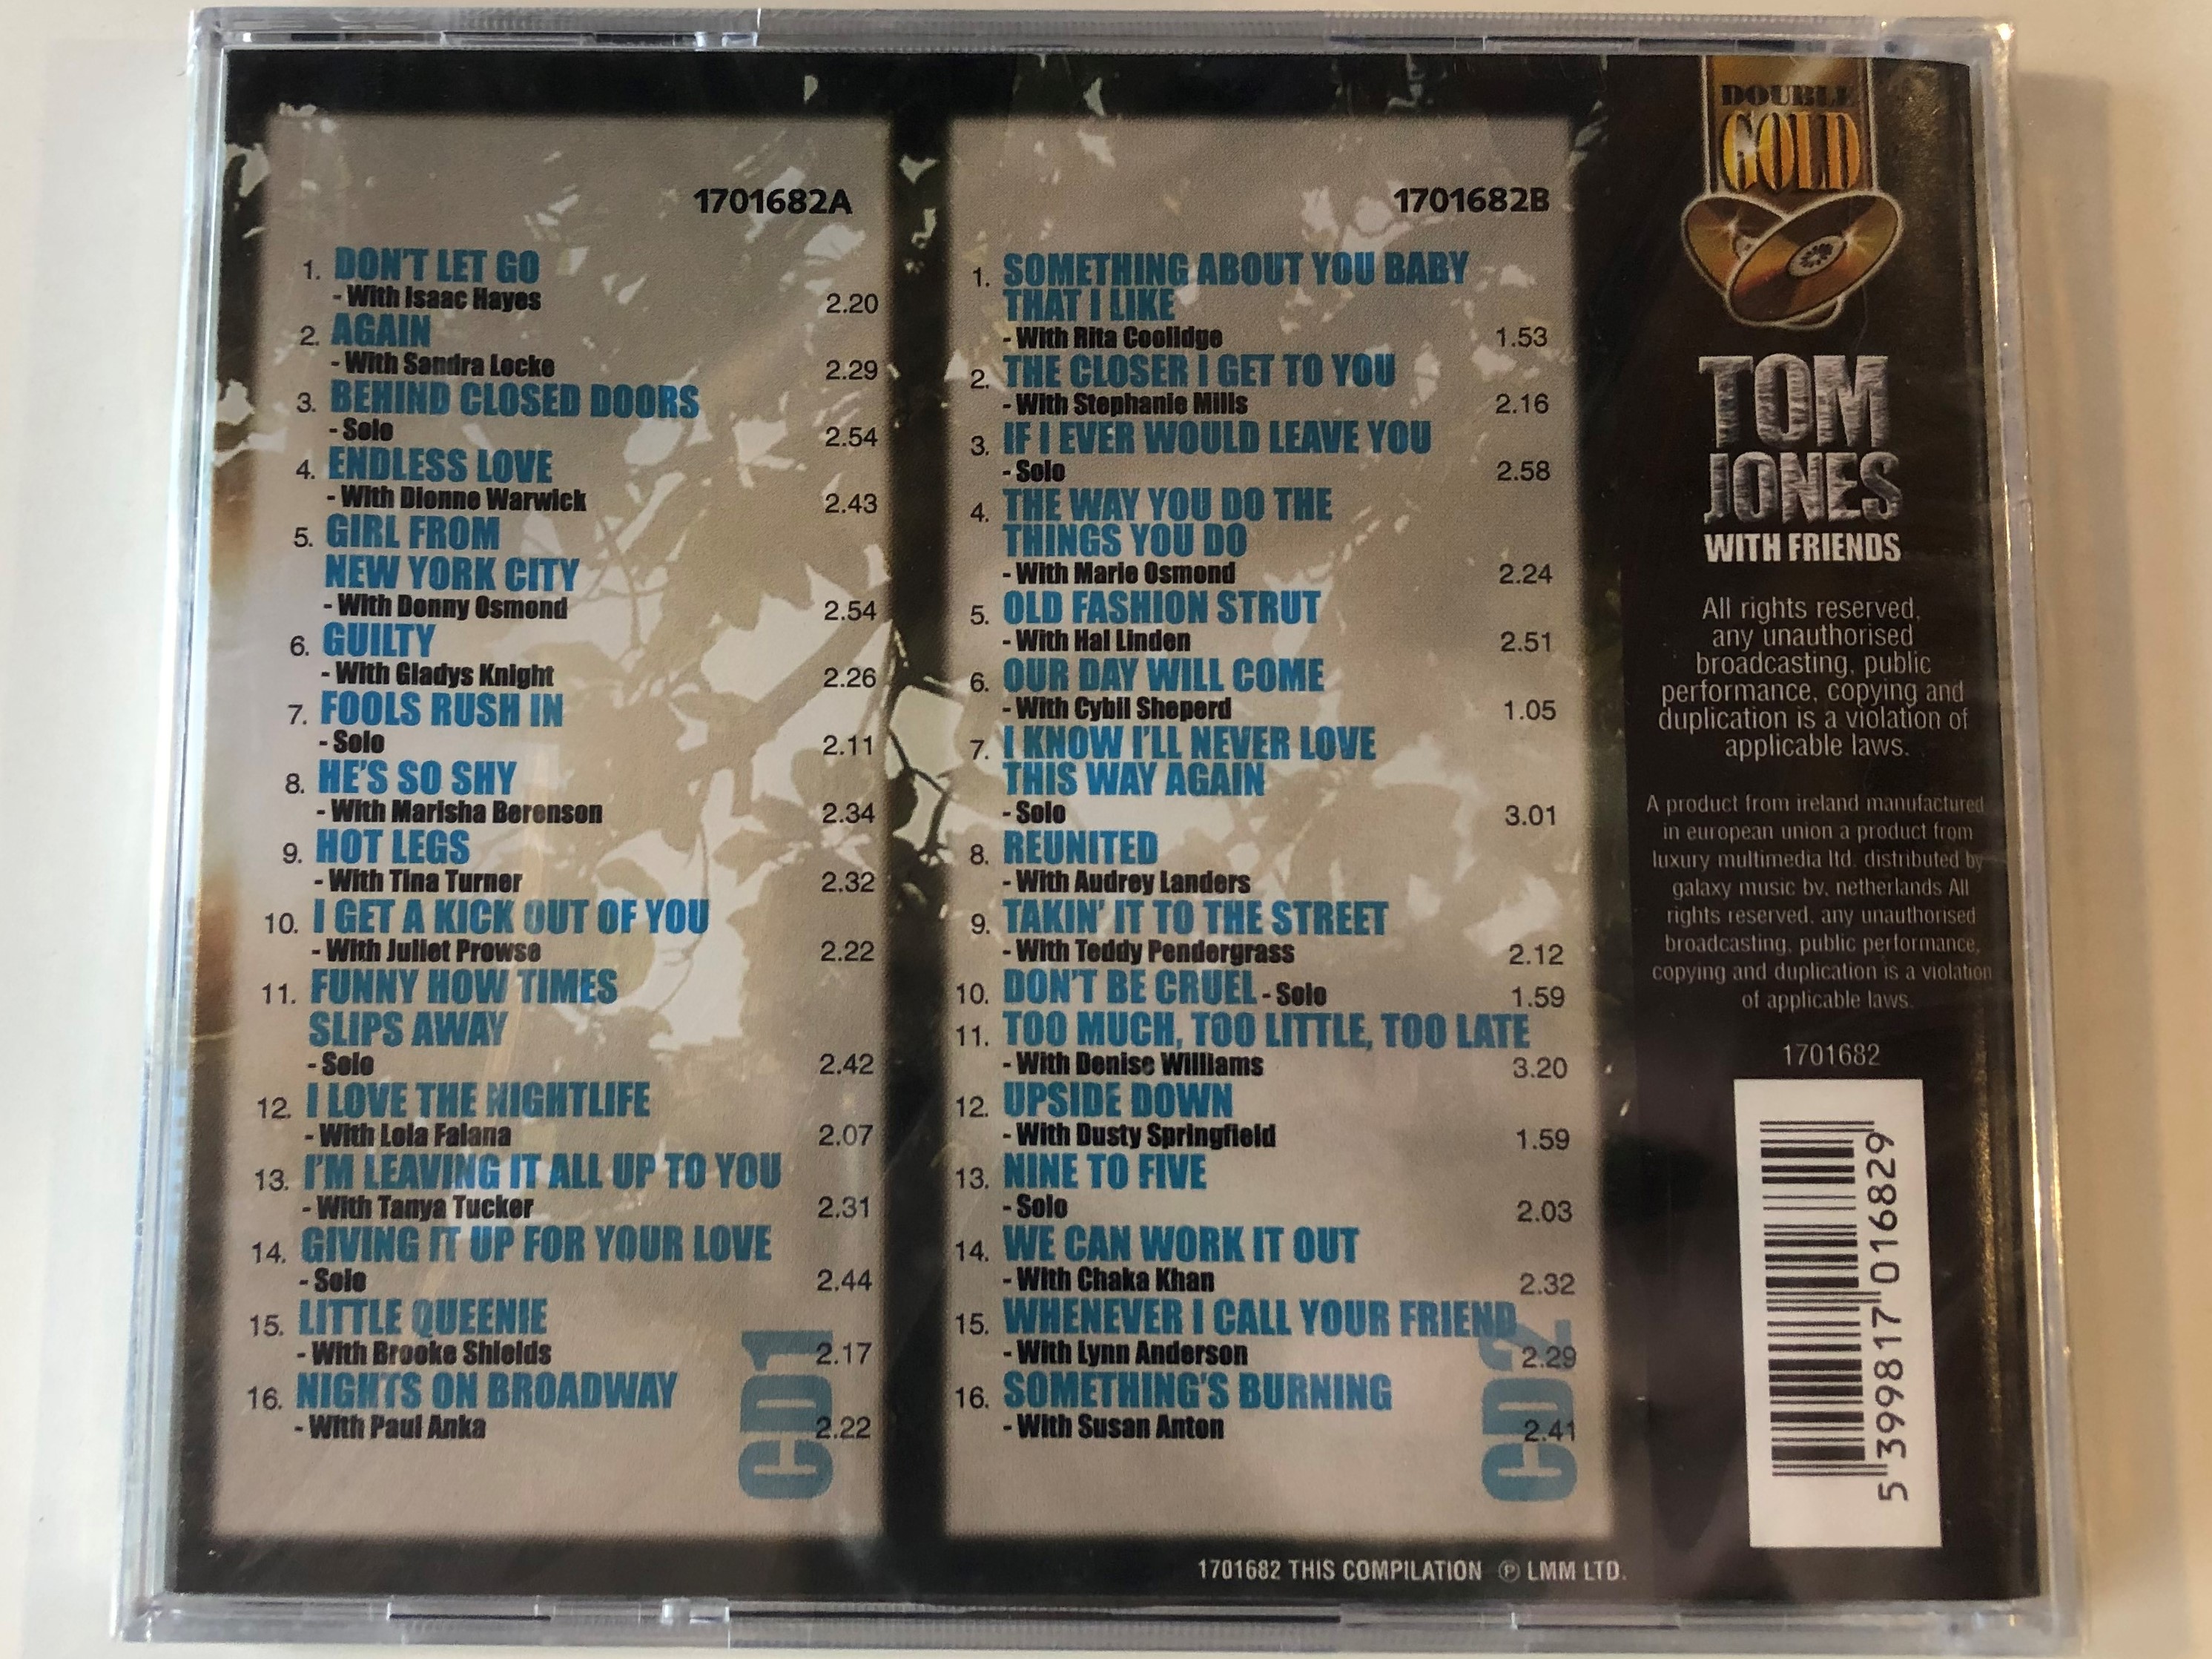 1701682A
1. DON'T LET GO
- With Isaac Hayes 2.20
2. AGAIN
- With Sandra Locke 2.29
3. BEHIND CLOSED DOORS
- Solo 2.54
4. ENDLESS LOVE
- With Dionne Warwick 2.43
5. GIRL FROM
NEW YORK CITY
- With Donny Osmond 2.54
6. GUILTY
- With Gladys Knight 2.26
7. FOOLS RUSH IN
- Solo 2.11
8. HE'S SO SHY
- With Marisha Berenson 2.34
9. HOT LEGS
- With Tina Turner 2.32
10. I GET A KICK OUT OF YOU
- With Juliet Prowse 2.22
11. FUNNY HOW TIMES
SLIPS AWAY
- Solo 2.42
12. I LOVE THE NIGHTLIFE
- With Lola Falana 2.07
13. I'M LEAVING IT ALL UP TO YOU
- With Tanya Tucker 2.31
14. GIVING IT UP FOR YOUR LOVE
- Solo 2.44
15. LITTLE QUEENIE
- With Brooke Shields 2.17
16. NIGHTS ON BROADWAY
- With Paul Anka 2.22
CD1
1701682B
1. SOMETHING ABOUT YOU BABY
THAT I LIKE
- With Rita Coolidge 1.53
2. THE CLOSER I GET TO YOU
- With Stephanie Mills 2.16
3. IF I EVER WOULD LEAVE YOU
- Solo 2.58
4. THE WAY YOU DO THE
THINGS YOU DO
- With Marie Osmond 2.24
5. OLD FASHION STRUT
- With Hal Linden 2.51
6. OUR DAY WILL COME
- With Cybil Sheperd 1.05
7. I KNOW I'LL NEVER LOVE
THIS WAY AGAIN
- Solo 3.01
8. REUNITED
- With Audrey Landers
9. TAKIN' IT TO THE STREET
- With Teddy Pendergrass 2.12
10. DON'T BE CRUEL - Solo 1.59
11. TOO MUCH, TOO LITTLE, TOO LATE
- With Denise Williams 3.20
12. UPSIDE DOWN
- With Dusty Springfield 1.59
13. NINE TO FIVE
- Solo 2.03
14. WE CAN WORK IT OUT
- With Chaka Khan 2.32
15. WHENEVER I CALL YOUR FRIEND
- With Lynn Anderson 2.29
16. SOMETHING'S BURNING
- With Susan Anton 2.41
CD2
1701682 THIS COMPILATION ℗ LMM LTD.
DOUBLE
GOLD
TOM
JONES
WITH FRIENDS
All rights reserved,
any unauthorised
broadcasting, public
performance, copying and
duplication is a violation of
applicable laws.
A product from ireland manufactured
in european union a product from
luxury multimedia ltd. distributed by
galaxy music bv. netherlands All
rights reserved. any unauthorised
broadcasting, public performance,
copying and duplication is a violation
of applicable laws.
1701682
5 399817 016829